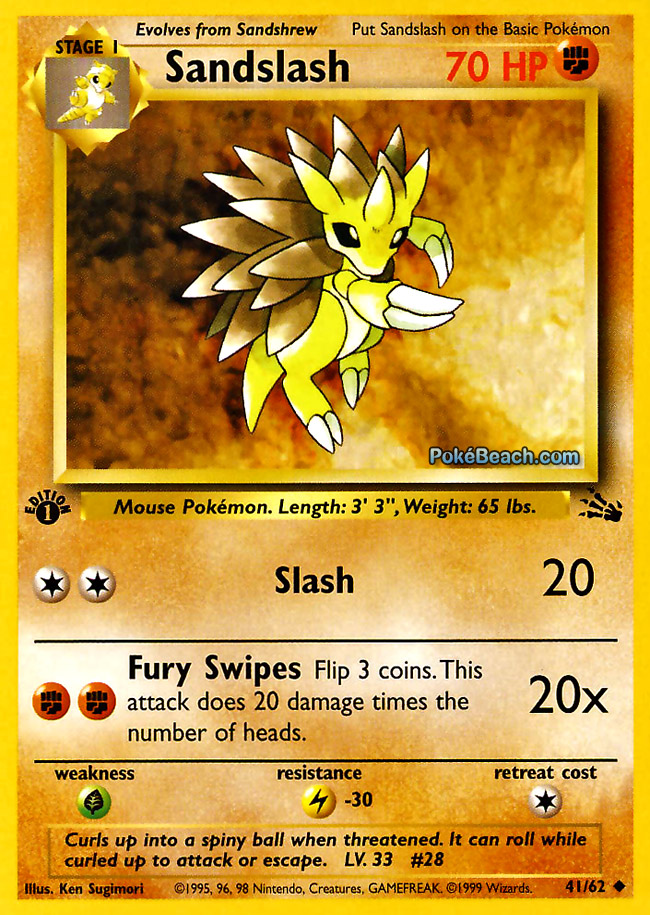 Evolves from Sandshrew Put Sandslash on the Basic Pokémon
STAGE 1
Sandslash 70 HP
PokéBeach.com
EDITION
1
Mouse Pokémon. Length: 3' 3", Weight: 65 lbs.
Slash 20
Fury Swipes Flip 3 coins. This
attack does 20 damage times the
number of heads.
20x
weakness resistance retreat cost
-30
Curls up into a spiny ball when threatened. It can roll while
curled up to attack or escape. LV. 33 #28
Illus. Ken Sugimori ©1995, 96, 98 Nintendo, Creatures, GAMEFREAK. ©1999 Wizards. 41/62